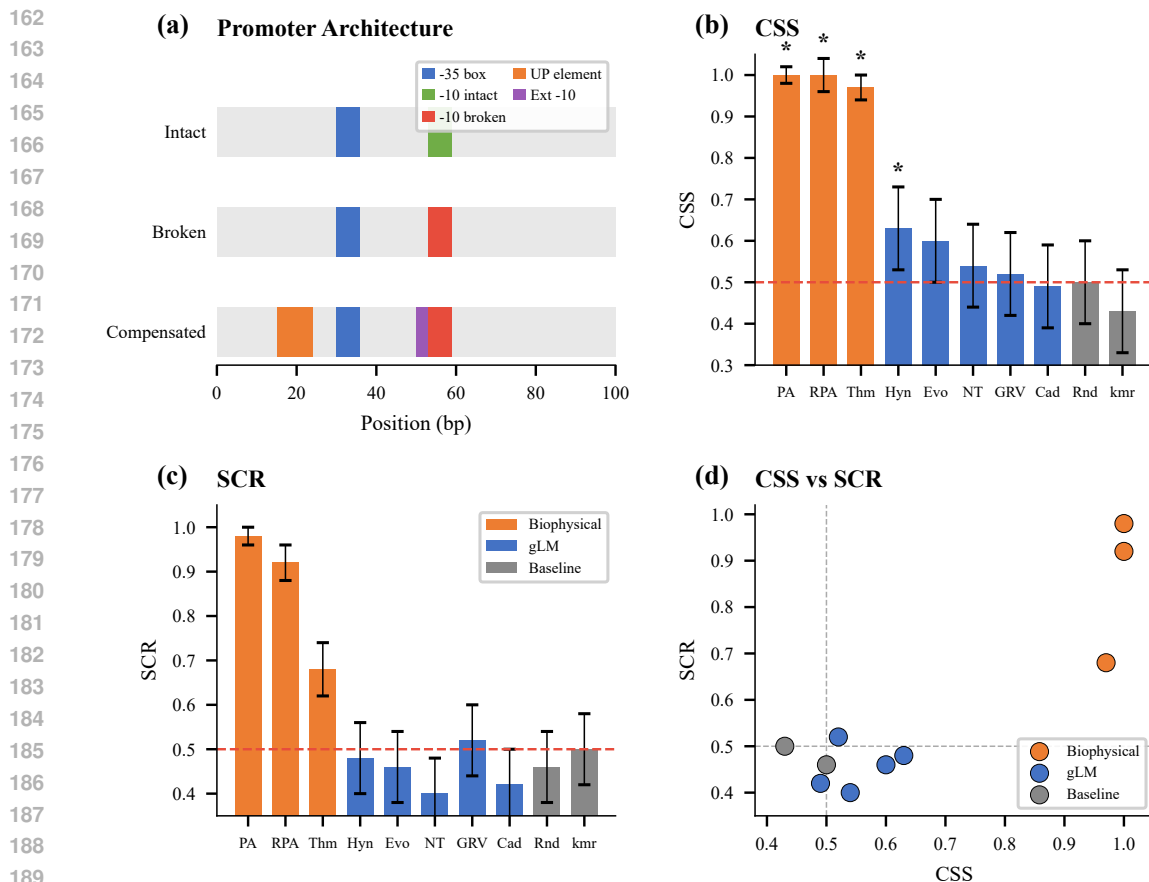 162
163
164
165
166
167
168
169
170
171
172
173
174
175
176
177
178
179
180
181
182
183
184
185
186
187
188
189
(a) Promoter Architecture
-35 box
-10 intact
-10 broken
UP element
Ext -10
Intact
Broken
Compensated
0 20 40 60 80 100
Position (bp)
(b) CSS
* * * *
CSS
1.0
0.9
0.8
0.7
0.6
0.5
0.4
0.3
PA RPA Thm Hyn Evo NT GRV Cad Rnd kmr
(c) SCR
Biophysical
gLM
Baseline
SCR
1.0
0.9
0.8
0.7
0.6
0.5
0.4
PA RPA Thm Hyn Evo NT GRV Cad Rnd kmr
(d) CSS vs SCR
SCR
1.0
0.9
0.8
0.7
0.6
0.5
0.4
Biophysical
gLM
Baseline
0.4 0.5 0.6 0.7 0.8 0.9 1.0
CSS